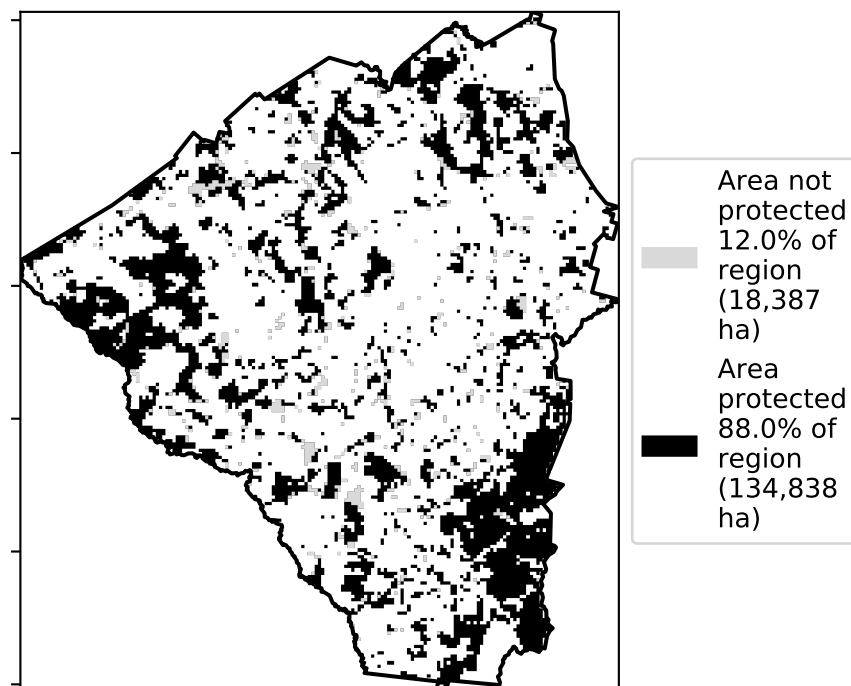 Area not
protected
12.0% of
region
(18,387
ha)
Area
protected
88.0% of
region
(134,838
ha)